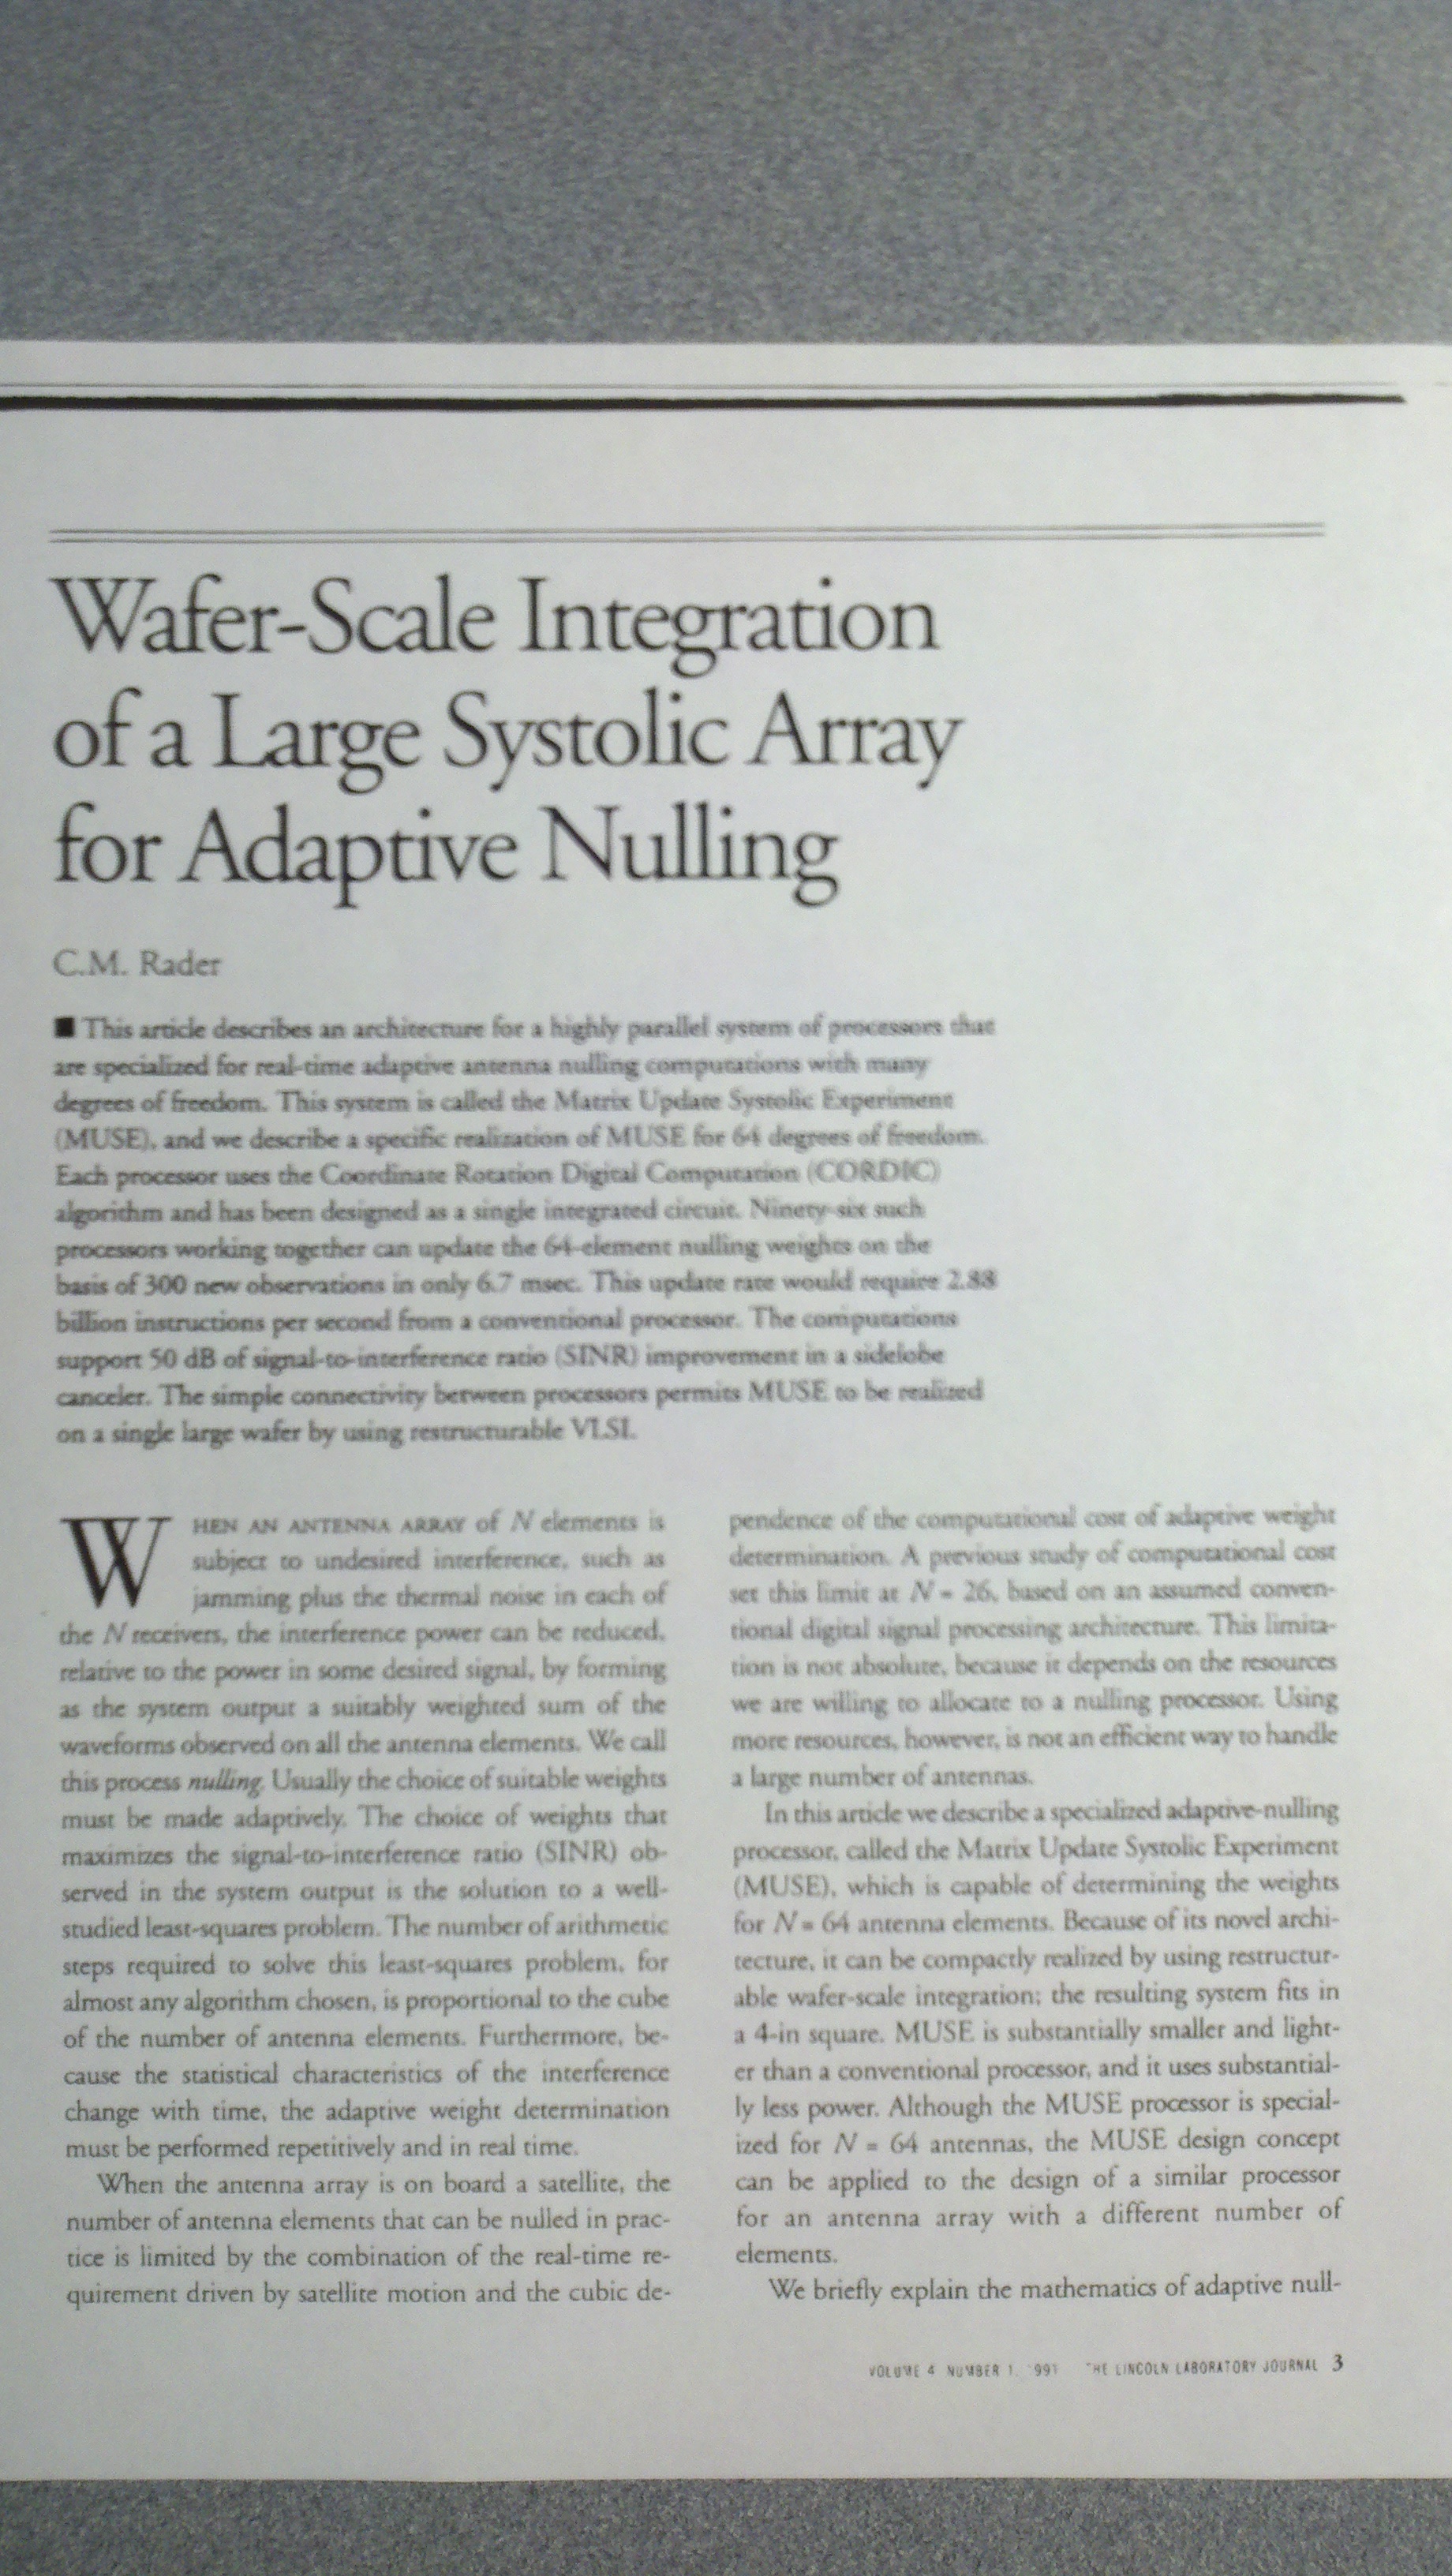 Wafer-Scale Integration
of a Large Systolic Array
for Adaptive Nulling
C.M. Rader
■ This article describes an architecture for a highly parallel system of processors that
are specialized for real-time adaptive antenna nulling computations with many
degrees of freedom. This system is called the Matrix Update Systolic Experiment
(MUSE), and we describe a specific realization of MUSE for 64 degrees of freedom.
Each processor uses the Coordinate Rotation Digital Computation (CORDIC)
algorithm and has been designed as a single integrated circuit. Ninety-six such
processors working together can update the 64-element nulling weights on the
basis of 300 new observations in only 6.7 msec. This update rate would require 2.88
billion instructions per second from a conventional processor. The computations
support 50 dB of signal-to-interference ratio (SINR) improvement in a sidelobe
canceler. The simple connectivity between processors permits MUSE to be realized
on a single large wafer by using restructurable VLSI.
WHEN AN ANTENNA ARRAY of N elements is
subject to undesired interference, such as
jamming plus the thermal noise in each of
the N receivers, the interference power can be reduced,
relative to the power in some desired signal, by forming
as the system output a suitably weighted sum of the
waveforms observed on all the antenna elements. We call
this process nulling. Usually the choice of suitable weights
must be made adaptively. The choice of weights that
maximizes the signal-to-interference ratio (SINR) ob-
served in the system output is the solution to a well-
studied least-squares problem. The number of arithmetic
steps required to solve this least-squares problem, for
almost any algorithm chosen, is proportional to the cube
of the number of antenna elements. Furthermore, be-
cause the statistical characteristics of the interference
change with time, the adaptive weight determination
must be performed repetitively and in real time.
When the antenna array is on board a satellite, the
number of antenna elements that can be nulled in prac-
tice is limited by the combination of the real-time re-
quirement driven by satellite motion and the cubic de-
pendence of the computational cost of adaptive weight
determination. A previous study of computational cost
set this limit at N = 26, based on an assumed conven-
tional digital signal processing architecture. This limita-
tion is not absolute, because it depends on the resources
we are willing to allocate to a nulling processor. Using
more resources, however, is not an efficient way to handle
a large number of antennas.
In this article we describe a specialized adaptive-nulling
processor, called the Matrix Update Systolic Experiment
(MUSE), which is capable of determining the weights
for N = 64 antenna elements. Because of its novel archi-
tecture, it can be compactly realized by using restructur-
able wafer-scale integration; the resulting system fits in
a 4-in square. MUSE is substantially smaller and light-
er than a conventional processor, and it uses substantial-
ly less power. Although the MUSE processor is special-
ized for N = 64 antennas, the MUSE design concept
can be applied to the design of a similar processor
for an antenna array with a different number of
elements.
We briefly explain the mathematics of adaptive null-
VOLUME 4 NUMBER 1, 1991 THE LINCOLN LABORATORY JOURNAL 3